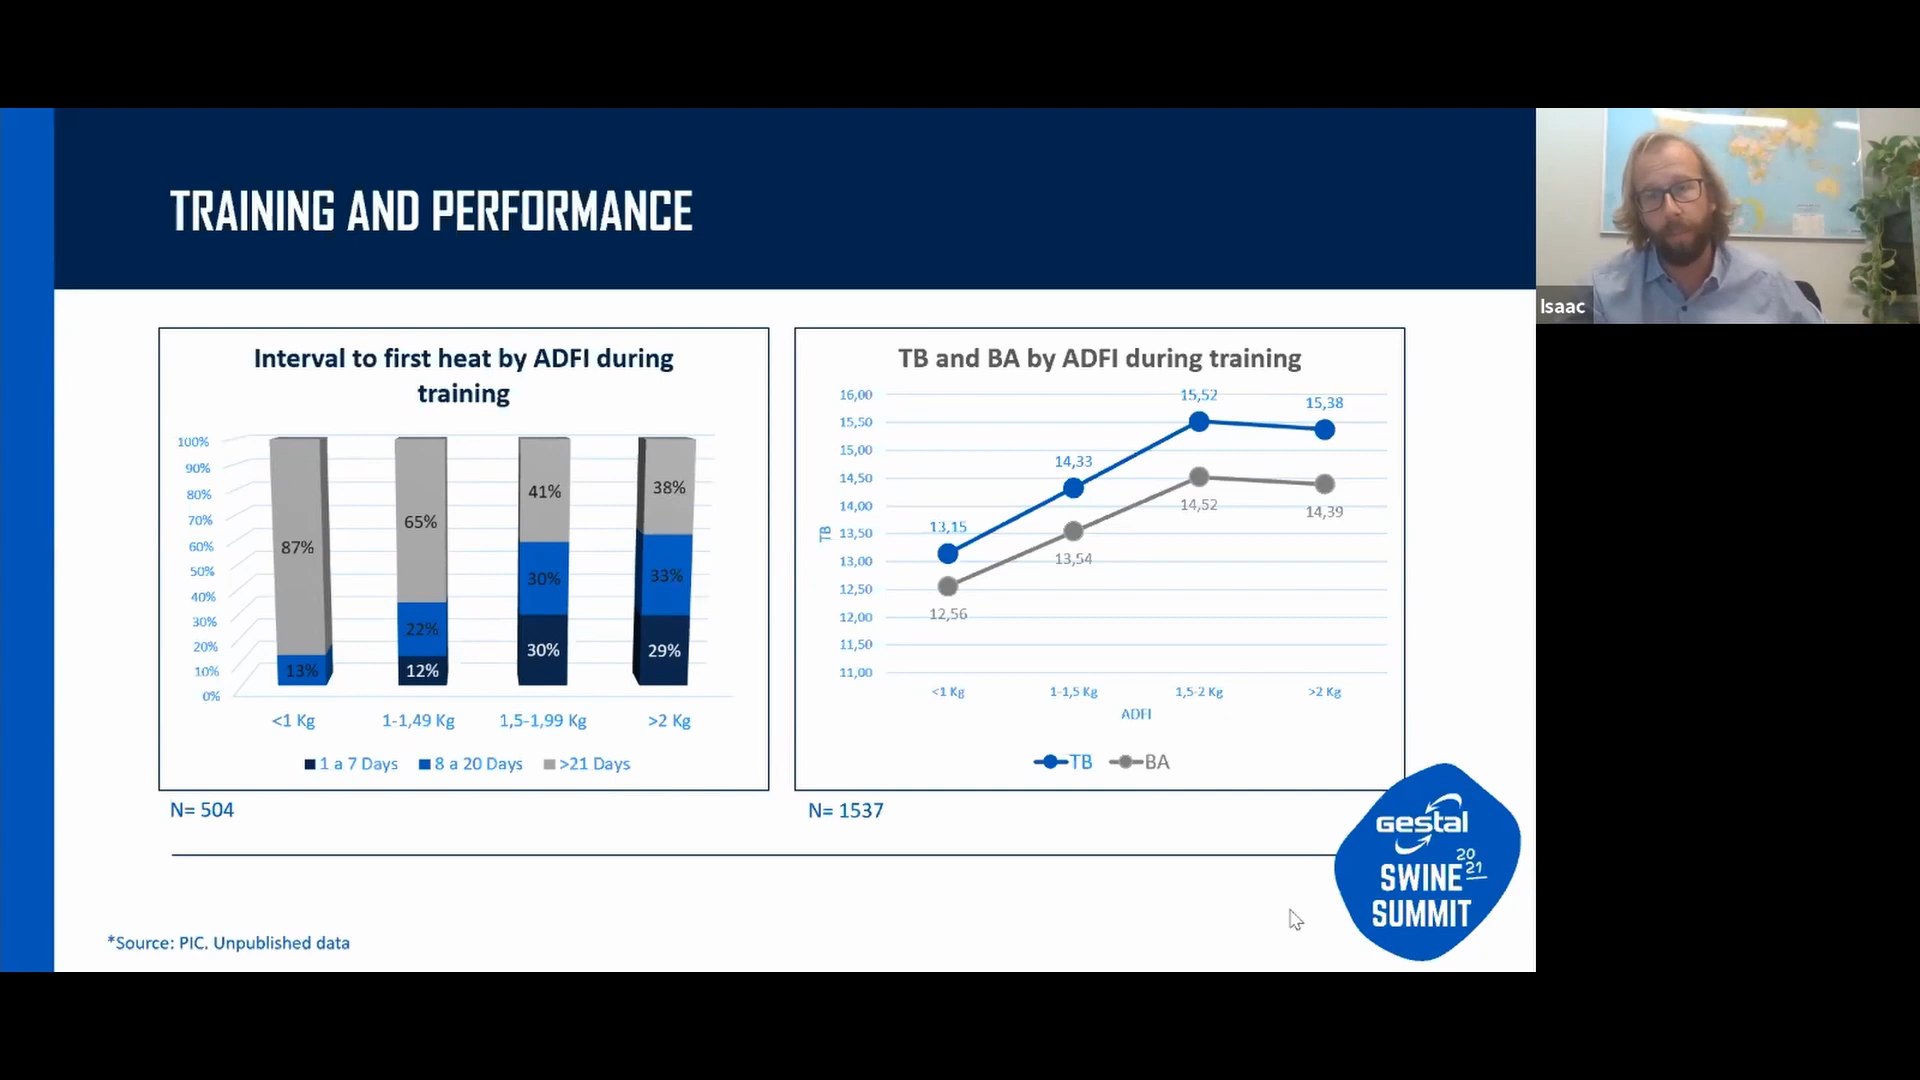 TRAINING AND PERFORMANCE
Isaac
Interval to first heat by ADFI during
training
100%
90%
80%
70%
60%
50%
40%
30%
20%
10%
0%
87%
13%
65%
22%
12%
41%
30%
30%
38%
33%
29%
<1 Kg
1-1,49 Kg
1,5-1,99 Kg
>2 Kg
1 a 7 Days
8 a 20 Days
>21 Days
N= 504
TB and BA by ADFI during training
16,00
15,50
15,00
14,50
14,00
13,50
13,00
12,50
12,00
11,50
11,00
TB
13,15
14,33
15,52
15,38
12,56
13,54
14,52
14,39
<1 Kg
1-1,5 Kg
1,5-2 Kg
>2 Kg
ADFI
TB
BA
N= 1537
Gestal
20
21
SWINE
SUMMIT
*Source: PIC. Unpublished data